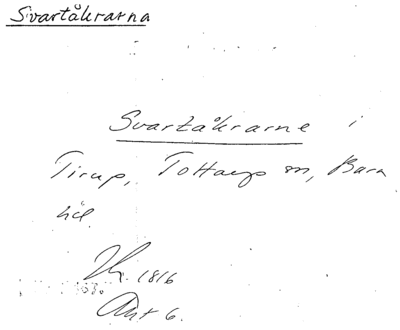 Svartåkrarna
Svartåkrarne i
Tirup, Tottarps sn, Bara
hd.
1816
Akt 6.